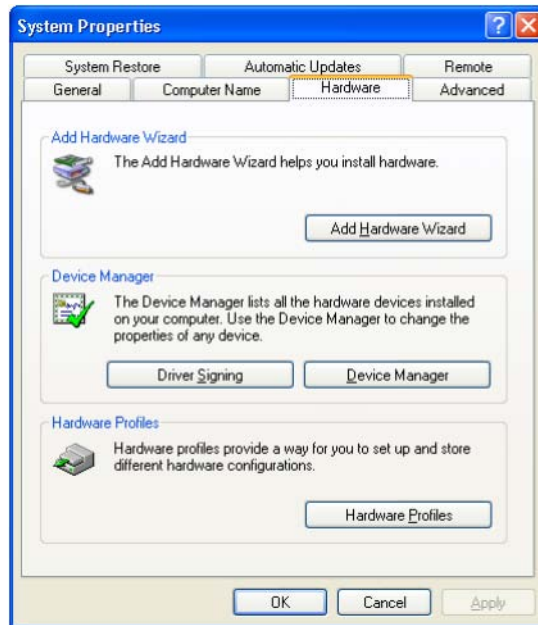 System Properties
System Restore Automatic Updates Remote
General Computer Name Hardware Advanced
Add Hardware Wizard
The Add Hardware Wizard helps you install hardware.
Add Hardware Wizard
Device Manager
The Device Manager lists all the hardware devices installed
on your computer. Use the Device Manager to change the
properties of any device.
Driver Signing Device Manager
Hardware Profiles
Hardware profiles provide a way for you to set up and store
different hardware configurations.
Hardware Profiles
OK Cancel Apply